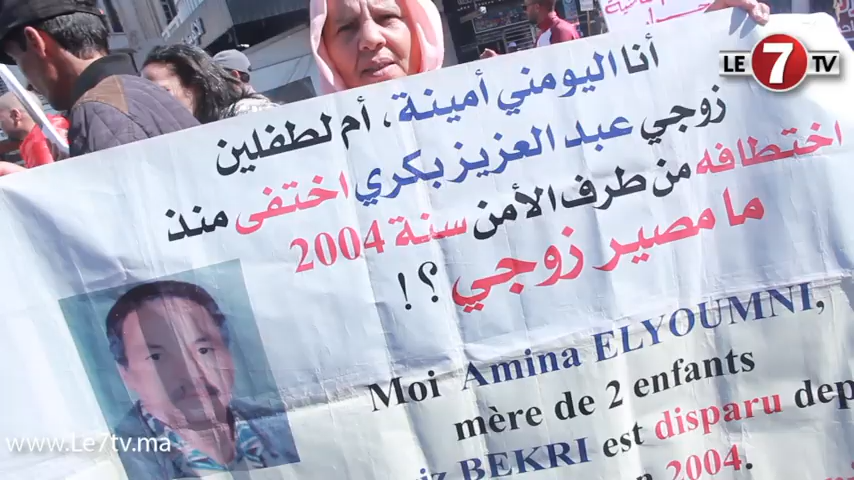 LE 7 TV
أنا اليومني أمينة، أم لطفلين
زوجي عبد العزيز بكري اختفى منذ
اختطافه من طرف الأمن سنة 2004
ما مصير زوجي ؟!
Moi Amina ELYOUMNI,
mère de 2 enfants
BEKRI est disparu
2004.
www.Le7tv.ma